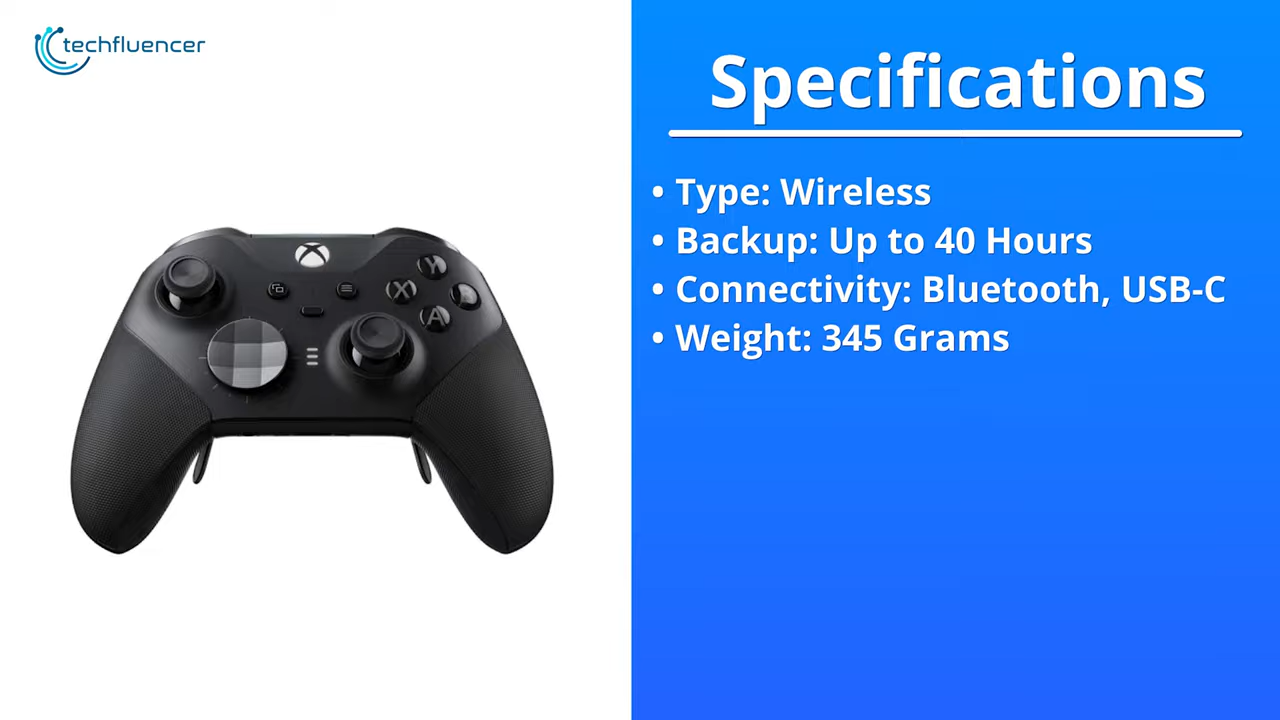 techfluencer
Specifications
• Type: Wireless
• Backup: Up to 40 Hours
• Connectivity: Bluetooth, USB-C
• Weight: 345 Grams
Y
X
A